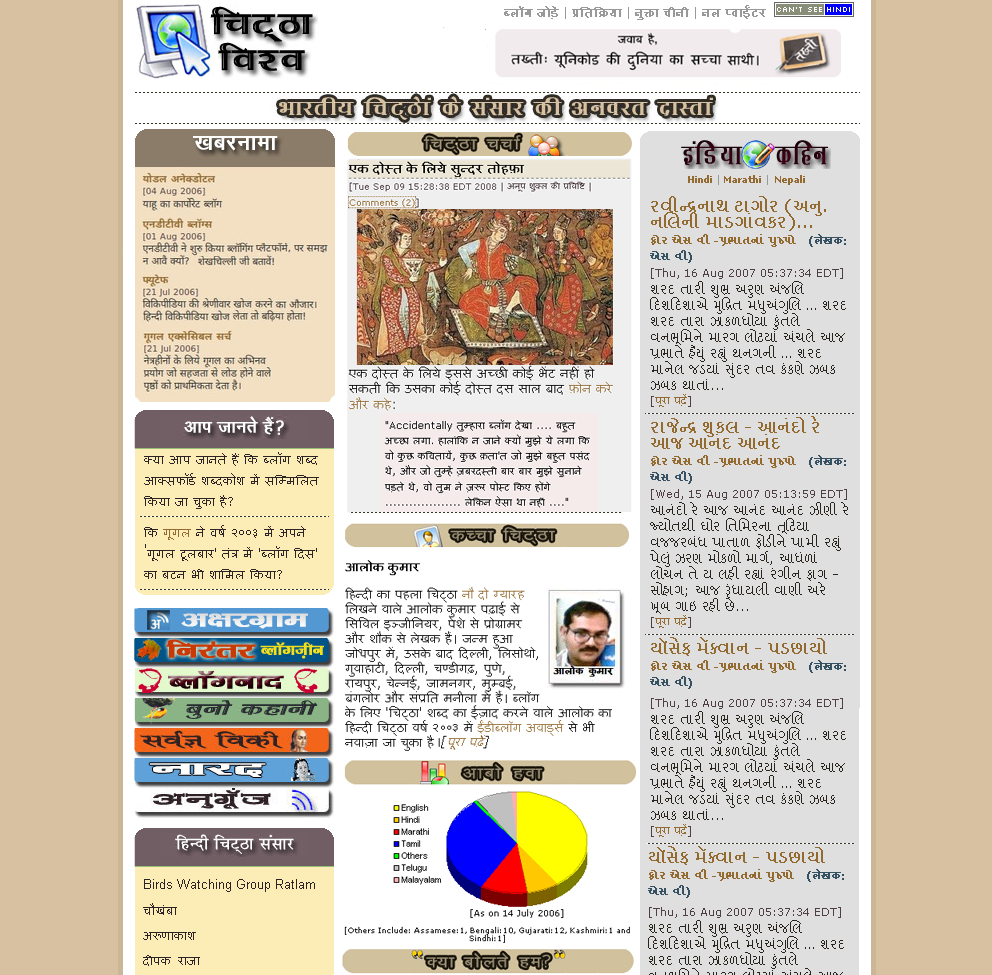 ब्लॉग जोड़ें | प्रतिक्रिया | नुक्ता चीनी | नल प्वाईंटर
CAN'T SEE HINDI
चिट्ठा
विश्व
जवाब है,
तख्तीः यूनिकोड की दुनिया का सच्चा साथी।
तख्ती
भारतीय चिट्ठों के संसार की अनवरत दास्तां
खबरनामा
योडल अनेक्डोटल
[04 Aug 2006]
याहू का कार्पोरेट ब्लॉग
एनडीटीवी ब्लॉग्स
[01 Aug 2006]
एनडीटीवी ने शुरु किया ब्लॉगिंग प्लैटफॉर्म, पर समझ
न आवै क्यों? शेखचिल्ली जी बतावें!
फ्यूटेफ
[21 Jul 2006]
विकिपीडिया की श्रेणीवार खोज करने का औजार।
हिन्दी विकिपीडिया खोज लेता तो बढ़िया होता!
गूगल एक्सेसिबल सर्च
[21 Jul 2006]
नेत्रहीनों के लिये गूगल का अभिनव
प्रयोग जो सहजता से लोड होने वाले
पृष्ठों को प्राथमिकता देता है।
आप जानते हैं?
क्या आप जानते हैं कि ब्लॉग शब्द
आक्सफॉर्ड शब्दकोश में सम्मिलित
किया जा चुका है?
कि गूगल ने वर्ष २००३ में अपने
'गूगल टूलबार' तंत्र में 'ब्लॉग दिस'
का बटन भी शामिल किया?
अक्षरग्राम
निरंतर ब्लॉगज़ीन
ब्लॉगनाद
बुनो कहानी
सर्वज्ञ विकी
नारद
अनुगूँज
हिन्दी चिट्ठा संसार
Birds Watching Group Ratlam
चौखंबा
अरुणाकाश
दीपक राजा
चिट्ठा चर्चा
एक दोस्त के लिये सुन्दर तोहफ़ा
[Tue Sep 09 15:28:38 EDT 2008 | अनूप शुक्ल की प्रविष्टि |
Comments (2)]
एक दोस्त के लिये इससे अच्छी कोई भेंट नहीं हो
सकती कि उसका कोई दोस्त दस साल बाद फ़ोन करे
और कहे:
"Accidentally तुम्हारा ब्लॉग देखा .... बहुत
अच्छा लगा. हालांकि न जाने क्यों मुझे ये लगा कि
वो कुछ कवितायें, कुछ क़तात जो मुझे बहुत पसंद
थे, और जो तुम्हें ज़बरदस्ती बार बार मुझे सुनाने
पड़ते थे, वो तुम ने ज़रूर पोस्ट किए होंगे
................... लेकिन ऐसा था नही ...."
कच्चा चिट्ठा
आलोक कुमार
हिन्दी का पहला चिट्ठा नौ दो ग्यारह
लिखने वाले आलोक कुमार पढ़ाई से
सिविल इञ्जीनियर, पेशे से प्रोग्रामर
और शौक से लेखक हैं। जन्म हुआ
जोधपुर में, उसके बाद दिल्ली, लिसोथो,
गुवाहाटी, दिल्ली, चण्डीगढ, पुणे,
रायपुर, चेन्नई, जामनगर, मुम्बई,
बंगलोर और संप्रति मनीला में है। ब्लॉग
के लिए 'चिट्ठा' शब्द का ईज़ाद करने वाले आलोक का
हिन्दी चिट्ठा वर्ष २००३ में ईंडीब्लॉग अवार्ड्स से भी
नवाज़ा जा चुका है।[पूरा पढें]
आलोक कुमार
आबो हवा
English
Hindi
Marathi
Tamil
Others
Telugu
Malayalam
[As on 14 July 2006]
[Others Include: Assamese:1, Bengali:10, Gujarati:12, Kashmiri:1 and
Sindhi:1]
क्या बोलते हम?
इंडिया कहिन
Hindi | Marathi | Nepali
રવીન્દ્રનાથ ટાગોર (અનુ.
નલિની માડગાંવકર)...
ફોર એસ વી -પ્રભાતનાં પુષ્પો (लेखक:
એસ વી)
[Thu, 16 Aug 2007 05:37:34 EDT]
શરદ તારી શુભ્ર અરુણ અંજલિ
દિશદિશાએ મુદ્રિત મધુઅંગુલિ ... શરદ
શરદ તારા ઝાકળધોયા કુંતલે
વનભૂમિને મારગ લોટયાં અંચલે આજ
પ્રભાતે હૈયું રહ્યું થનગની ... શરદ
માનેલ જડયાં સુંદર તવ કંકણે ઝબક
ઝબક થાતાં...
[पूरा पढें]
રાજેન્દ્ર શુકલ - આનંદો રે
આજ આનંદ આનંદ
ફોર એસ વી -પ્રભાતનાં પુષ્પો (लेखक:
એસ વી)
[Wed, 15 Aug 2007 05:13:59 EDT]
આનંદો રે આજ આનંદ આનંદ ઝીણી રે
જ્યોતથી ઘોર તિમિરના તૂટિયા
વજ્જરબંધ પાતાળ ફોડીને પામી રહ્યું
પેલું ઝરણ મોકળો માર્ગ, આંધળાં
લોચન તે ય લહી રહ્યાં રંગીન ફાગ –
સોહાગ; આજ રૂંધાયલી વાણી અરે
ખૂબ ગાઇ રહી છે...
[पूरा पढें]
યૉસેફ મૅકવાન - પડછાયો
ફોર એસ વી -પ્રભાતનાં પુષ્પો (लेखक:
એસ વી)
[Thu, 16 Aug 2007 05:37:34 EDT]
શરદ તારી શુભ્ર અરુણ અંજલિ
દિશદિશાએ મુદ્રિત મધુઅંગુલિ ... શરદ
શરદ તારા ઝાકળધોયા કુંતલે
વનભૂમિને મારગ લોટયાં અંચલે આજ
પ્રભાતે હૈયું રહ્યું થનગની ... શરદ
માનેલ જડયાં સુંદર તવ કંકણે ઝબક
ઝબક થાતાં...
[पूरा पढें]
યૉસેફ મૅકવાન - પડછાયો
ફોર એસ વી -પ્રભાતનાં પુષ્પો (लेखक:
એસ વી)
[Thu, 16 Aug 2007 05:37:34 EDT]
શરદ તારી શુભ્ર અરુણ અંજલિ
દિશદિશાએ મુદ્રિત મધુઅંગુલિ ... શરદ
શરદ તારા ઝાકળધોયા કુંતલે